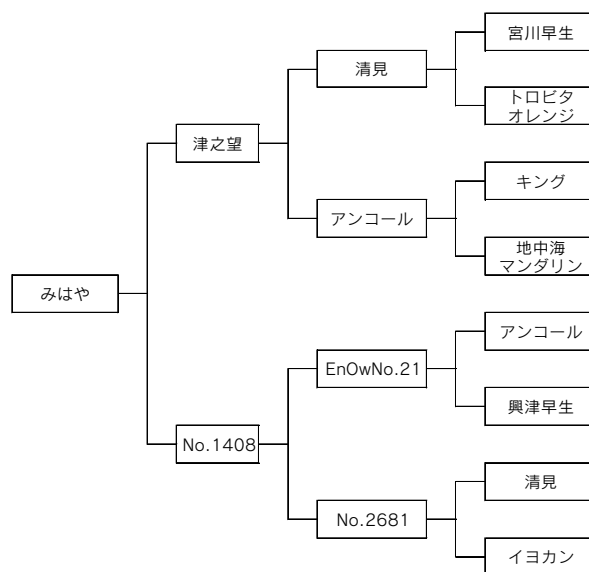 宮川早生
清見
トロビタ
オレンジ
津之望
キング
アンコール
地中海
マンダリン
みはや
アンコール
EnOwNo.21
興津早生
No.1408
清見
No.2681
イヨカン